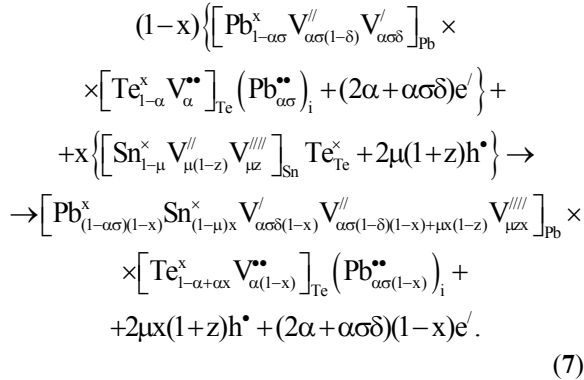 (1-x){[Pb^x_{1-ασ} V^{//}_{ασ(1-δ)} V^{/}_{ασδ}]_{Pb} ×
×[Te^x_{1-α} V^{••}_α]_{Te} (Pb^{••}_{ασ})_i + (2α+ασδ)e^/} +
+x{[Sn^×_{1-μ} V^{//}_{μ(1-z)} V^{////}_{μz}]_{Sn} Te^×_{Te} + 2μ(1+z)h^•} →
→[Pb^x_{(1-ασ)(1-x)} Sn^×_{(1-μ)x} V^{/}_{ασδ(1-x)} V^{//}_{ασ(1-δ)(1-x)+μx(1-z)} V^{////}_{μzx}]_{Pb} ×
×[Te^x_{1-α+αx} V^{••}_{α(1-x)}]_{Te} (Pb^{••}_{ασ(1-x)})_i +
+2μx(1+z)h^• + (2α+ασδ)(1-x)e^/.
(7)